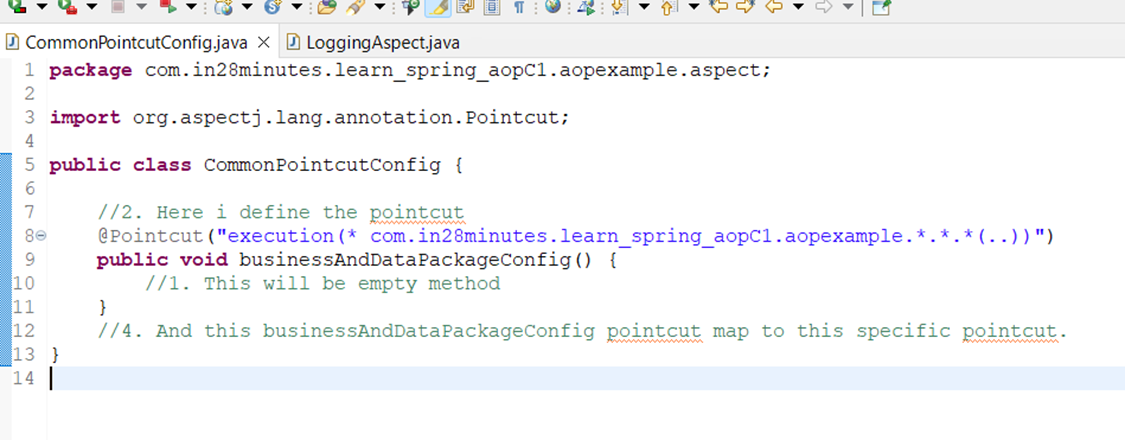 CommonPointcutConfig.java LoggingAspect.java
1 package com.in28minutes.learn_spring_aopC1.aopexample.aspect;
2
3 import org.aspectj.lang.annotation.Pointcut;
4
5 public class CommonPointcutConfig {
6
7 //2. Here i define the pointcut
8 @Pointcut("execution(* com.in28minutes.learn_spring_aopC1.aopexample.*.*.*(..))")
9 public void businessAndDataPackageConfig() {
10 //1. This will be empty method
11 }
12 //4. And this businessAndDataPackageConfig pointcut map to this specific pointcut.
13 }
14